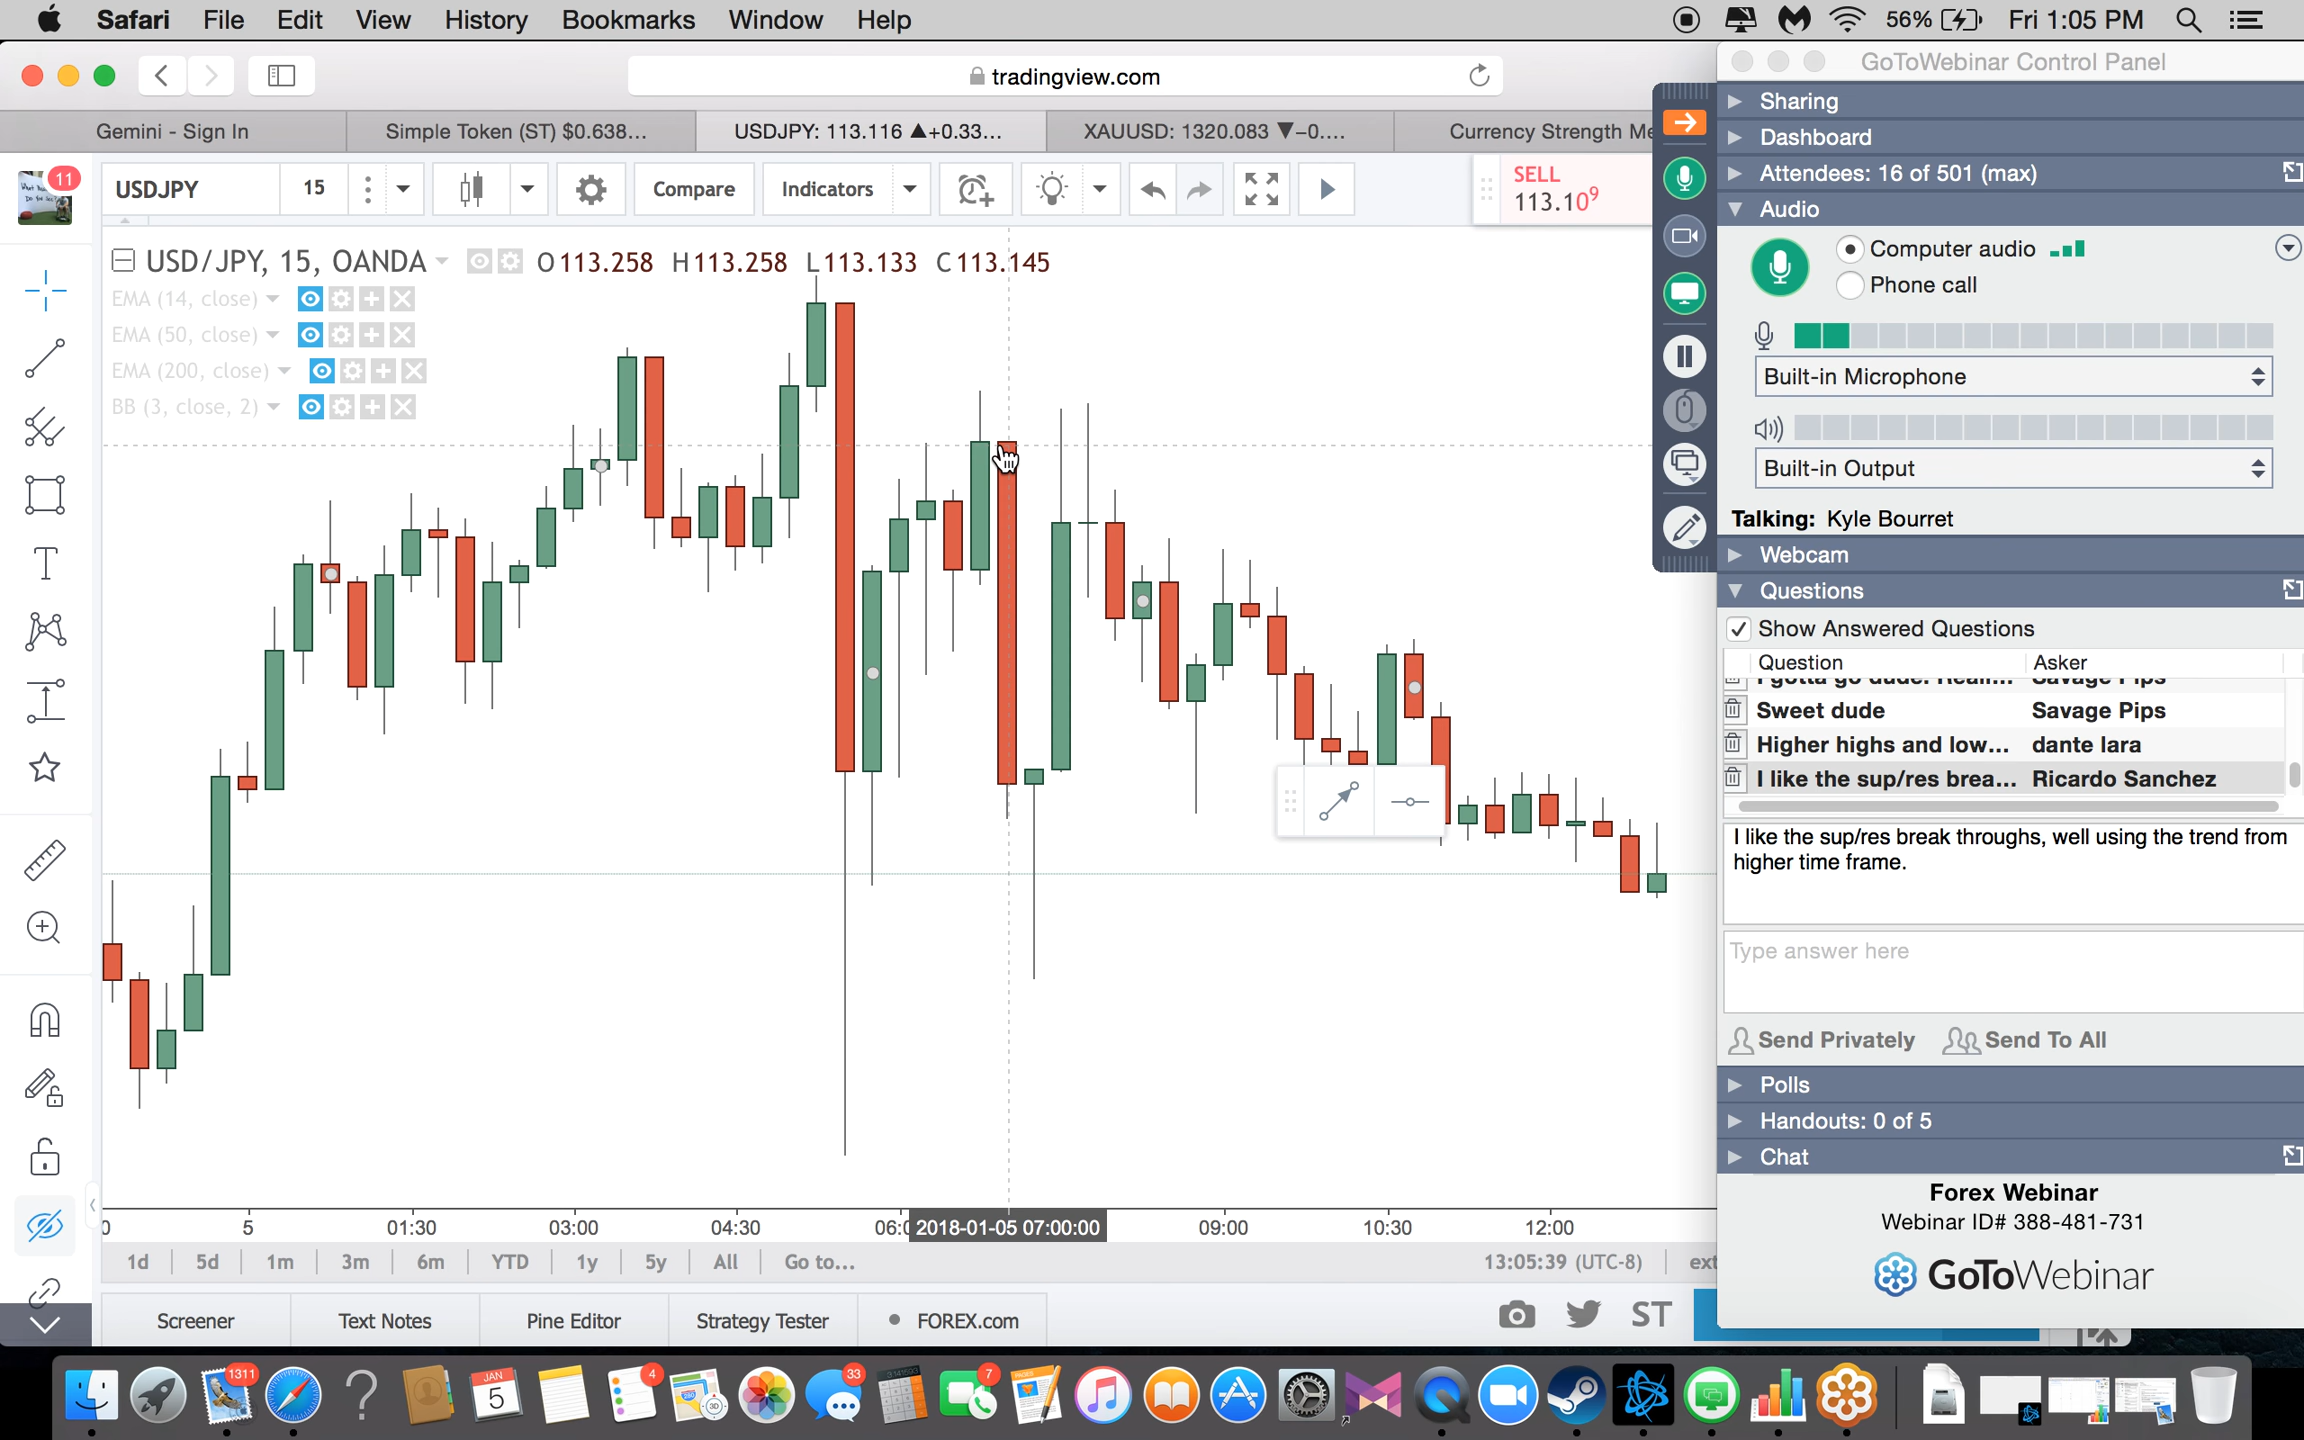 Safari File Edit View History Bookmarks Window Help 56% Fri 1:05 PM
tradingview.com
GoToWebinar Control Panel
Gemini - Sign In
Simple Token (ST) $0.638...
USDJPY: 113.116 ▲+0.33...
XAUUSD: 1320.083 ▼−0....
Currency Strength Me
11
USDJPY 15 Compare Indicators
SELL
113.109
USD/JPY, 15, OANDA O113.258 H113.258 L113.133 C113.145
EMA (14, close)
EMA (50, close)
EMA (200, close)
BB (3, close, 2)
5 01:30 03:00 04:30 06:0 2018-01-05 07:00:00 09:00 10:30 12:00
1d 5d 1m 3m 6m YTD 1y 5y All Go to... 13:05:39 (UTC-8) ext
Screener Text Notes Pine Editor Strategy Tester FOREX.com ST
Sharing
Dashboard
Attendees: 16 of 501 (max)
Audio
Computer audio
Phone call
Built-in Microphone
Built-in Output
Talking: Kyle Bourret
Webcam
Questions
Show Answered Questions
Question Asker
Sweet dude Savage Pips
Higher highs and low... dante lara
I like the sup/res brea... Ricardo Sanchez
I like the sup/res break throughs, well using the trend from
higher time frame.
Type answer here
Send Privately Send To All
Polls
Handouts: 0 of 5
Chat
Forex Webinar
Webinar ID# 388-481-731
GoToWebinar
1311
JAN
5
4
3D
33
7
PAGES